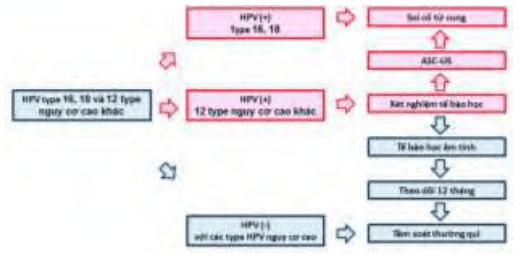 HPV (+)
Type 16, 18
Soi cổ tử cung
ASC-US
HPV type 16, 18 và 12 type
nguy cơ cao khác
HPV (+)
12 type nguy cơ cao khác
Xét nghiệm tế bào học
Tế bào học âm tính
Theo dõi 12 tháng
HPV (-)
với các type HPV nguy cơ cao
Tầm soát thường qui